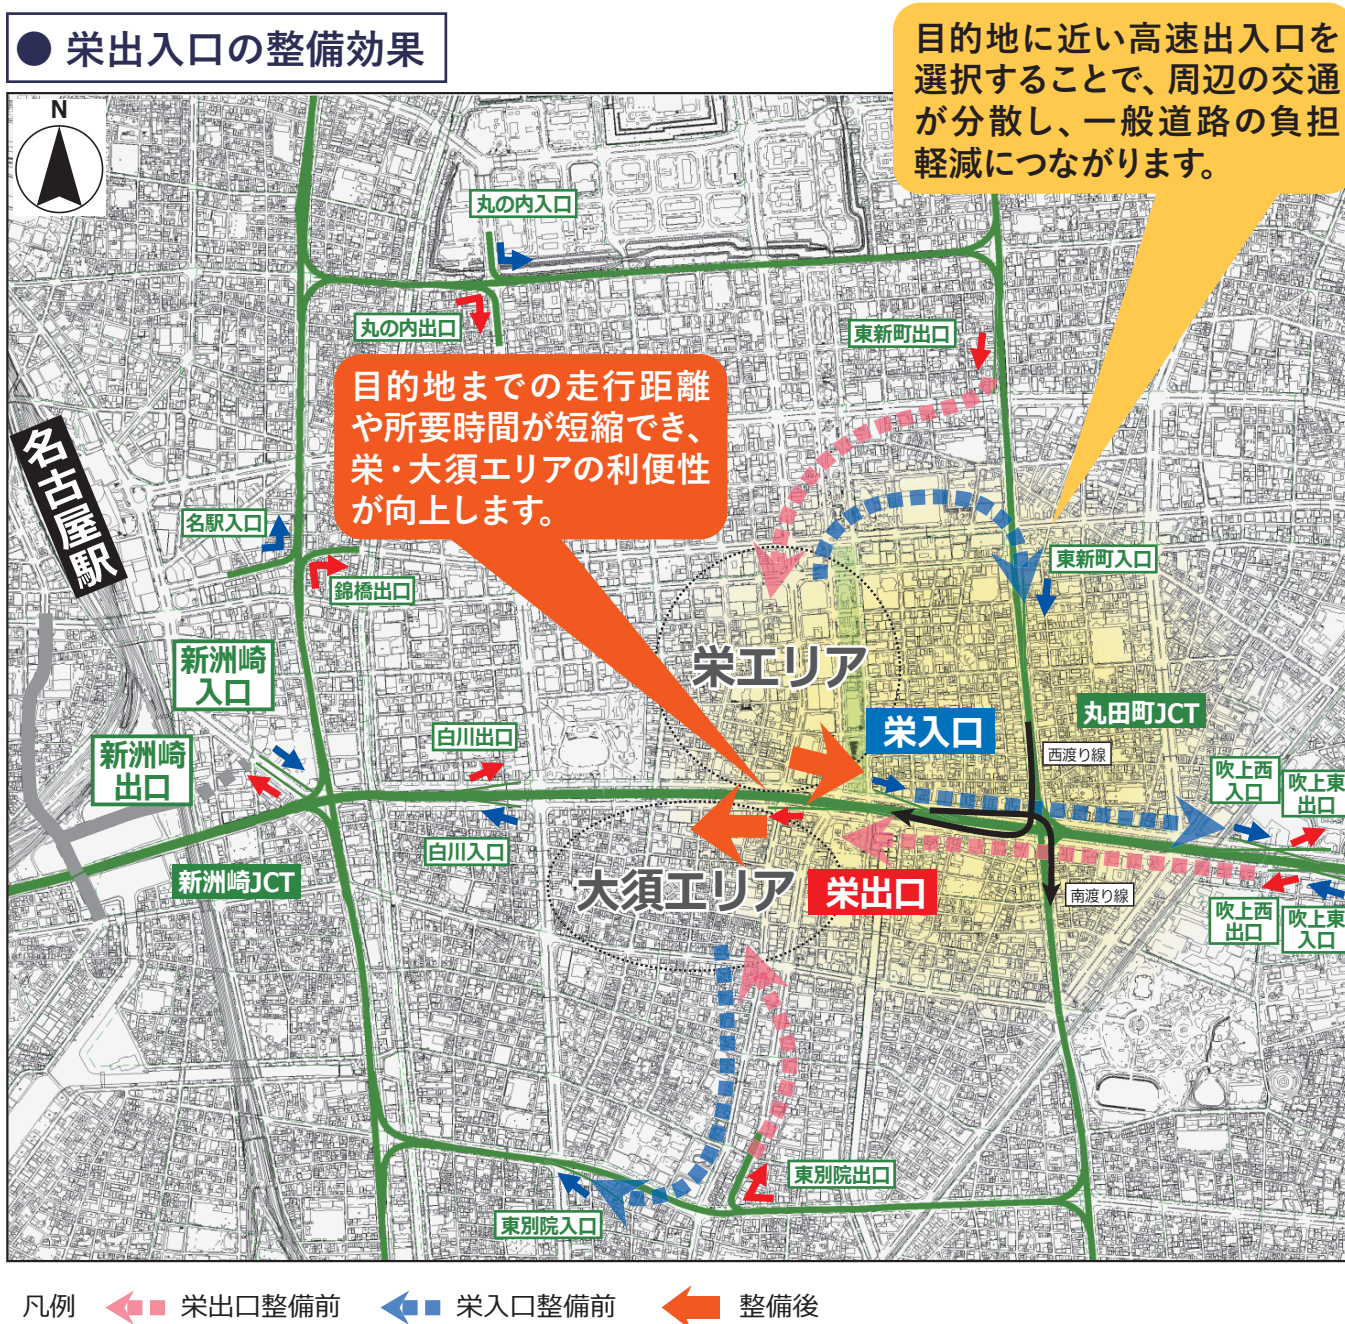 ● 栄出入口の整備効果
目的地に近い高速出入口を
選択することで、周辺の交通
が分散し、一般道路の負担
軽減につながります。
N
丸の内入口
丸の内出口
東新町出口
目的地までの走行距離
や所要時間が短縮でき、
栄・大須エリアの利便性
が向上します。
名古屋駅
名駅入口
錦橋出口
東新町入口
新洲崎
入口
栄エリア
丸田町JCT
栄入口
白川出口
西渡り線
新洲崎
出口
吹上西
入口
吹上東
出口
白川入口
新洲崎JCT
大須エリア
栄出口
南渡り線
吹上西
出口
吹上東
入口
東別院出口
東別院入口
凡例
栄出口整備前
栄入口整備前
整備後